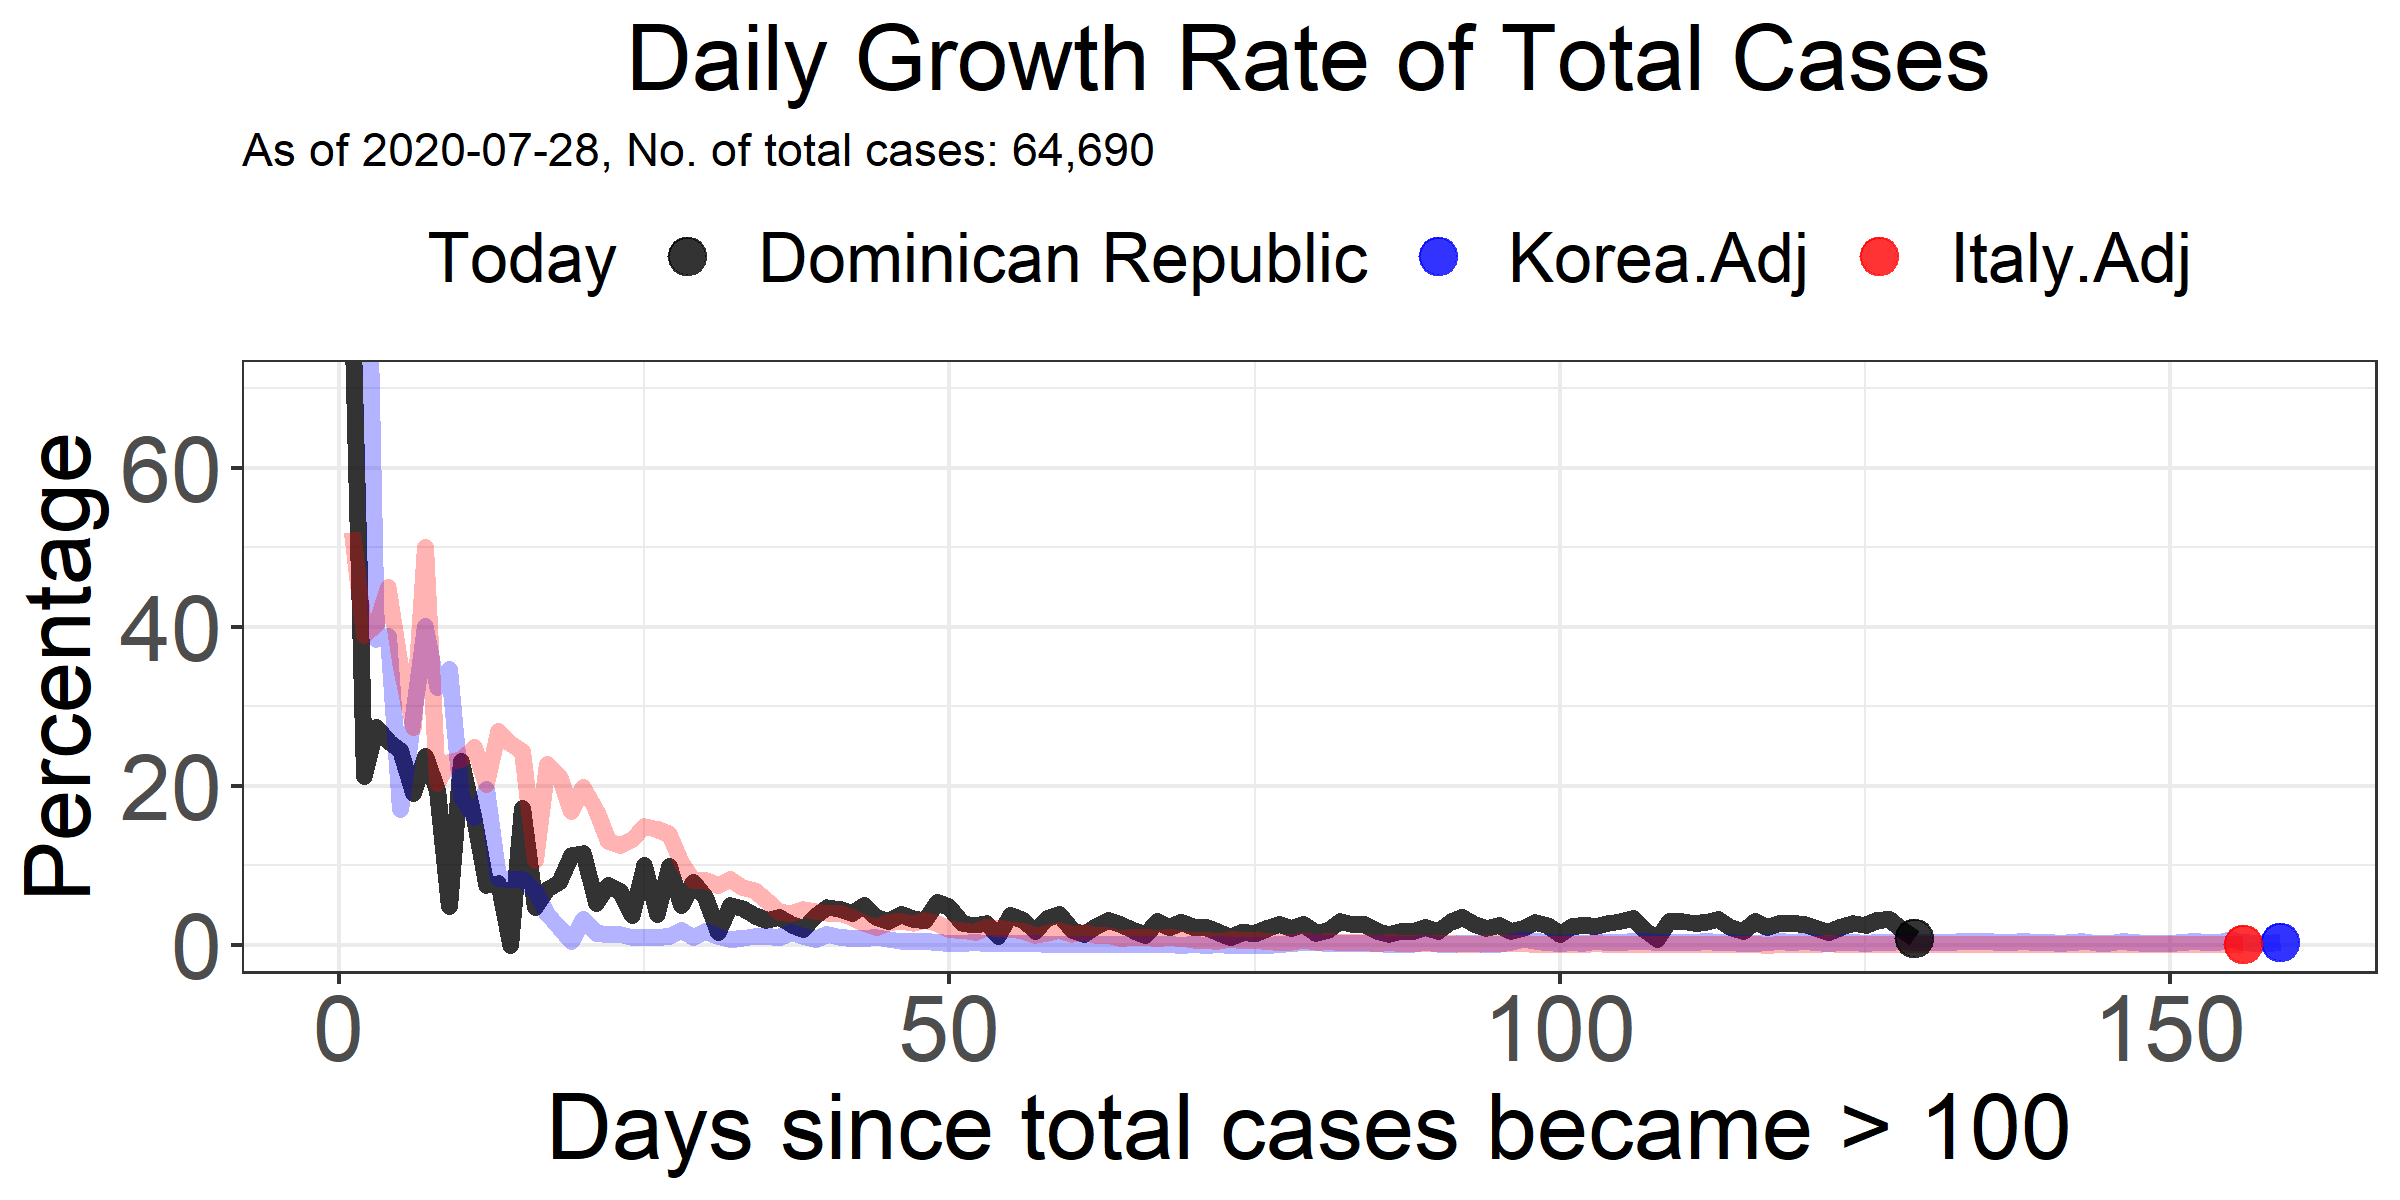 Daily Growth Rate of Total Cases
As of 2020-07-28, No. of total cases: 64,690
Today Dominican Republic Korea.Adj Italy.Adj
Percentage
60
40
20
0
0 50 100 150
Days since total cases became > 100